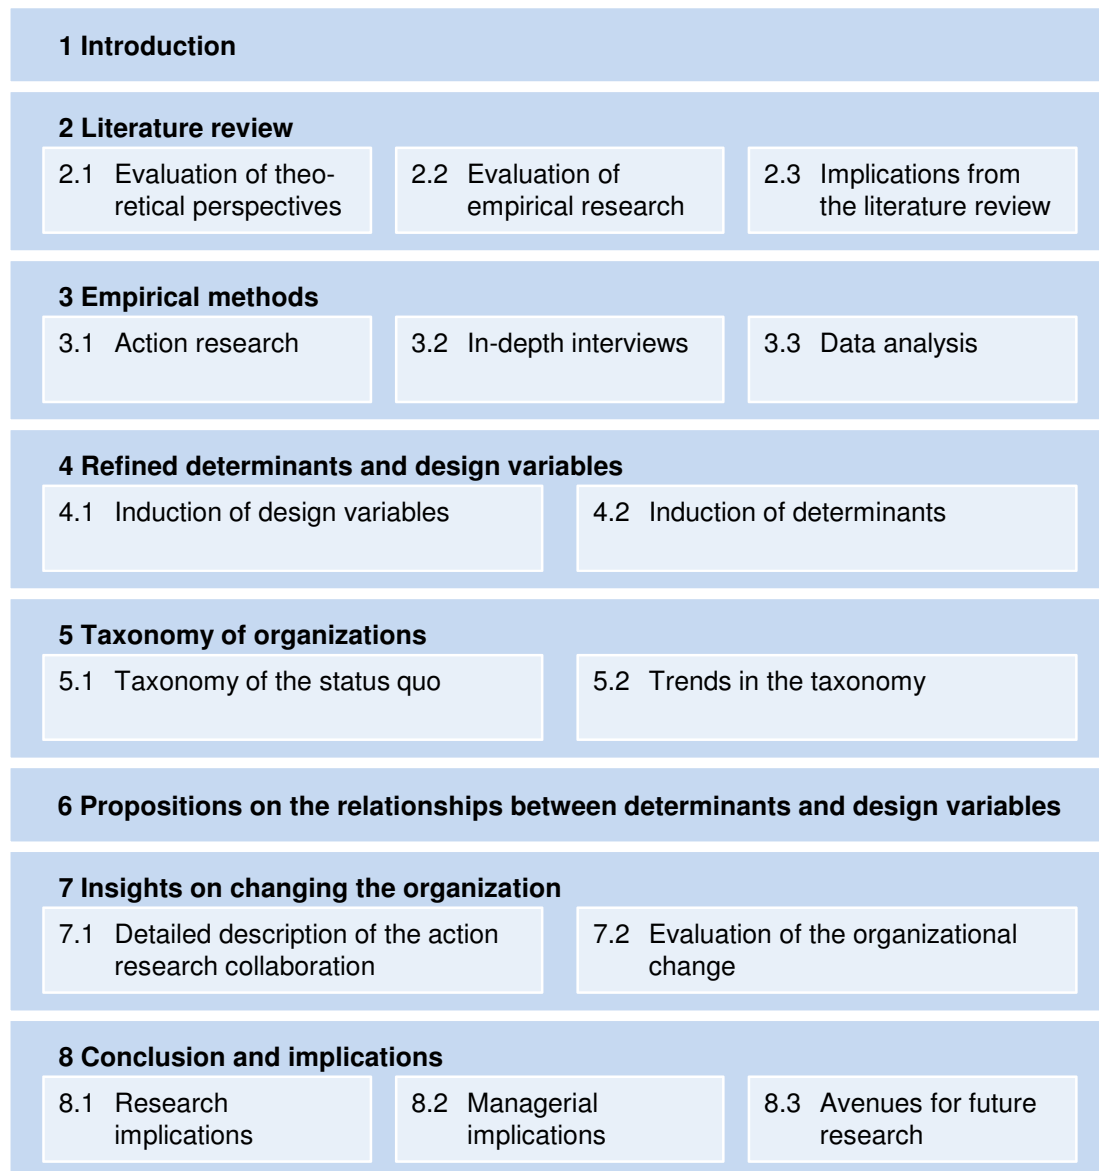 1 Introduction
2 Literature review
2.1 Evaluation of theo-
retical perspectives
2.2 Evaluation of
empirical research
2.3 Implications from
the literature review
3 Empirical methods
3.1 Action research
3.2 In-depth interviews
3.3 Data analysis
4 Refined determinants and design variables
4.1 Induction of design variables
4.2 Induction of determinants
5 Taxonomy of organizations
5.1 Taxonomy of the status quo
5.2 Trends in the taxonomy
6 Propositions on the relationships between determinants and design variables
7 Insights on changing the organization
7.1 Detailed description of the action
research collaboration
7.2 Evaluation of the organizational
change
8 Conclusion and implications
8.1 Research
implications
8.2 Managerial
implications
8.3 Avenues for future
research